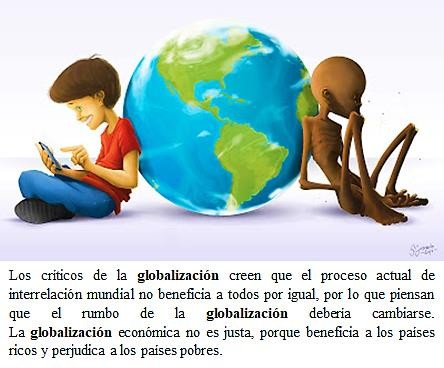 Los críticos de la globalización creen que el proceso actual de
interrelación mundial no beneficia a todos por igual, por lo que piensan
que el rumbo de la globalización debería cambiarse.
La globalización económica no es justa, porque beneficia a los países
ricos y perjudica a los países pobres.